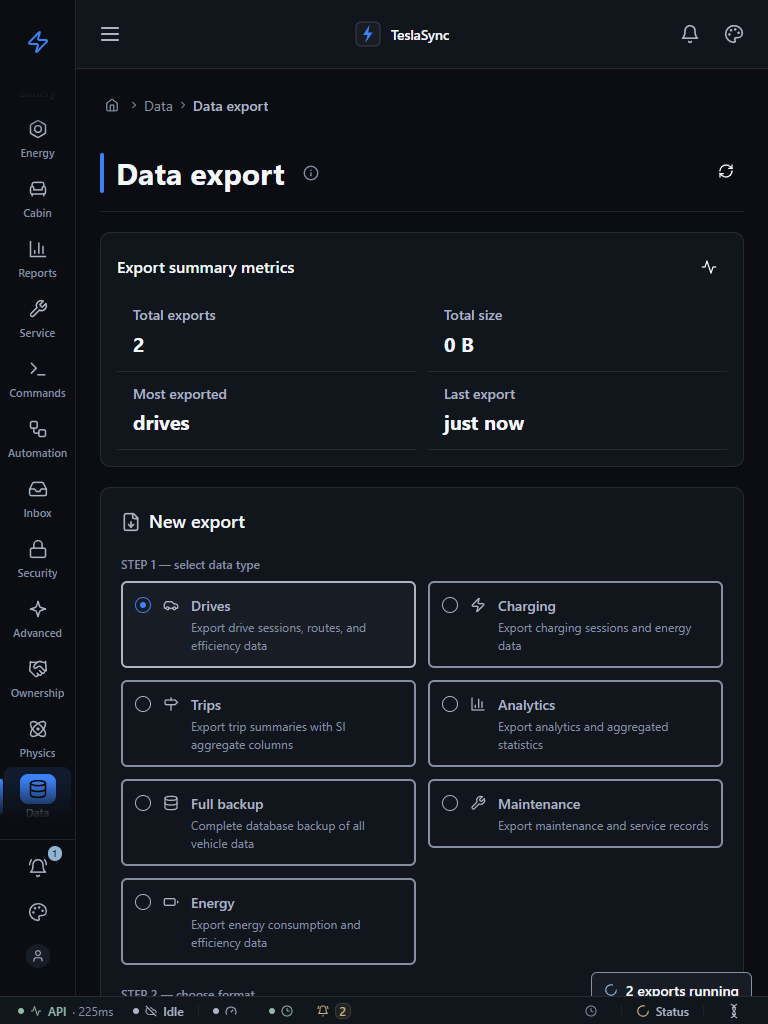 TeslaSync
Battery
Energy
Cabin
Reports
Service
Commands
Automation
Inbox
Security
Advanced
Ownership
Physics
Data
1
Data
Data export
Data export
Export summary metrics
Total exports
2
Total size
0 B
Most exported
drives
Last export
just now
New export
STEP 1 — select data type
Drives
Export drive sessions, routes, and
efficiency data
Charging
Export charging sessions and energy
data
Trips
Export trip summaries with SI
aggregate columns
Analytics
Export analytics and aggregated
statistics
Full backup
Complete database backup of all
vehicle data
Maintenance
Export maintenance and service records
Energy
Export energy consumption and
efficiency data
STEP 2 — choose format
2 exports running
API · 225ms
Idle
2
Status